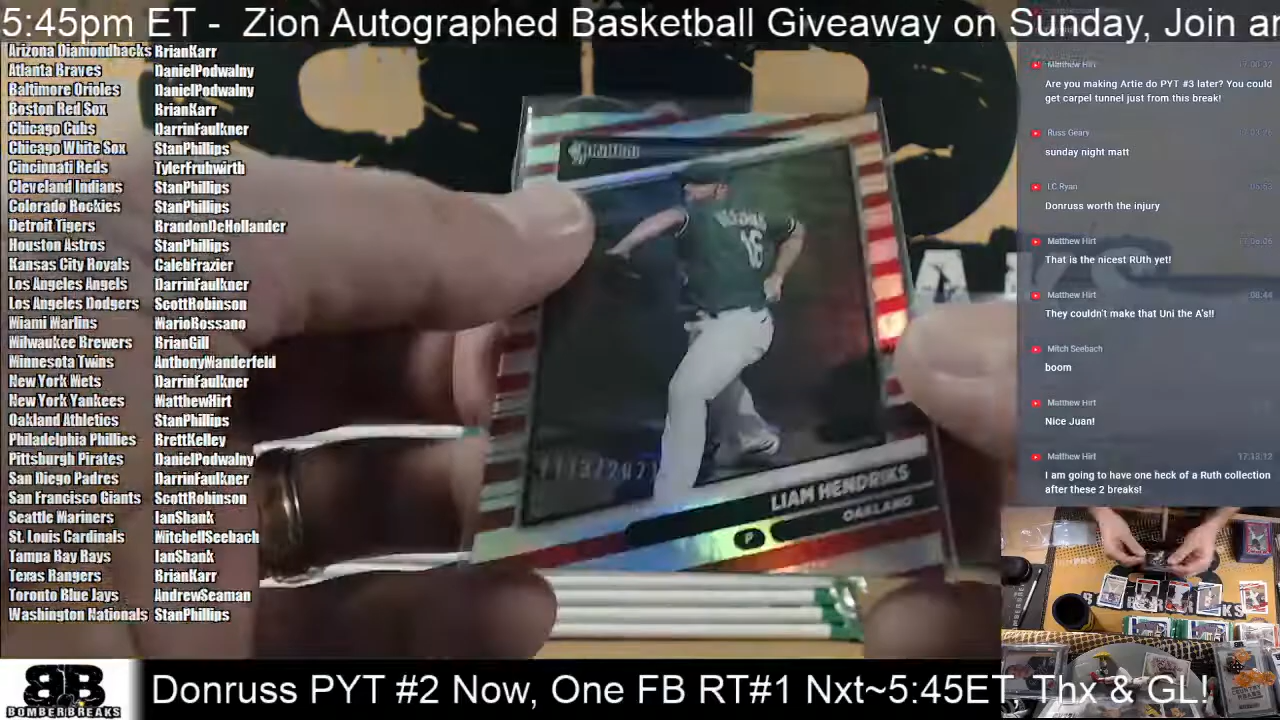 5:45pm ET - Zion Autographed Basketball Giveaway on Sunday, Join ar
Arizona Diamondbacks BrianKarr
Atlanta Braves DanielPodwalny
Baltimore Orioles DanielPodwalny
Boston Red Sox BrianKarr
Chicago Cubs DarrinFaulkner
Chicago White Sox StanPhillips
Cincinnati Reds TylerFruhwirth
Cleveland Indians StanPhillips
Colorado Rockies StanPhillips
Detroit Tigers BrandonDeHollander
Houston Astros StanPhillips
Kansas City Royals CalebFrazier
Los Angeles Angels DarrinFaulkner
Los Angeles Dodgers ScottRobinson
Miami Marlins MarioRossano
Milwaukee Brewers BrianGill
Minnesota Twins AnthonyManderfeld
New York Mets DarrinFaulkner
New York Yankees MatthewHirt
Oakland Athletics StanPhillips
Philadelphia Phillies BrettKelley
Pittsburgh Pirates DanielPodwalny
San Diego Padres DarrinFaulkner
San Francisco Giants ScottRobinson
Seattle Mariners IanShank
St. Louis Cardinals MitchellSeebach
Tampa Bay Rays IanShank
Texas Rangers BrianKarr
Toronto Blue Jays AndrewSeaman
Washington Nationals StanPhillips
16
LIAM HENDRIKS
OAKLAND
P
Matthew Hirt
Are you making Artie do PYT #3 later? You could
get carpel tunnel just from this break!
Russ Geary
sunday night matt
LC Ryan
Donruss worth the injury
Matthew Hirt 17:06:06
That is the nicest RUth yet!
Matthew Hirt
They couldn't make that Uni the A's!!
Mitch Seebach
boom
Matthew Hirt
Nice Juan!
Matthew Hirt
I am going to have one heck of a Ruth collection
after these 2 breaks!
BOMBERBREAKS
Donruss PYT #2 Now, One FB RT#1 Nxt~5:45ET Thx & GL!